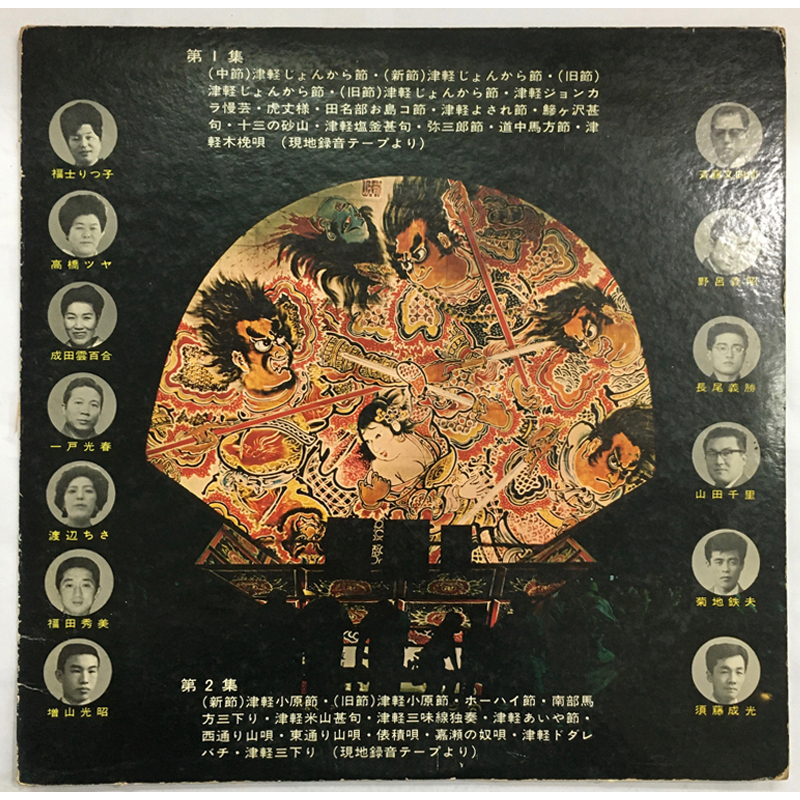 第1集
(中節)津軽じょんから節・(新節)津軽じょんから節・(旧節)
津軽じょんから節・(旧節)津軽じょんから節・津軽ジョンカ
ラ慢芸・虎丈様・田名部お島コ節・津軽よされ節・鰺ヶ沢甚
句・十三の砂山・津軽塩釜甚句・弥三郎節・道中馬方節・津
軽木挽唄 (現地録音テープより)
福士りつ子
高橋ツヤ
成田雲百合
一戸光春
渡辺ちさ
福田秀美
増山光昭
野呂義昭
長尾義勝
山田千里
菊地鉄夫
須藤成光
第2集
(新節)津軽小原節・(旧節)津軽小原節・ホーハイ節・南部馬
方三下り・津軽米山甚句・津軽三味線独奏・津軽あいや節・
西通り山唄・東通り山唄・俵積唄・嘉瀬の奴唄・津軽ドダレ
バチ・津軽三下り (現地録音テープより)